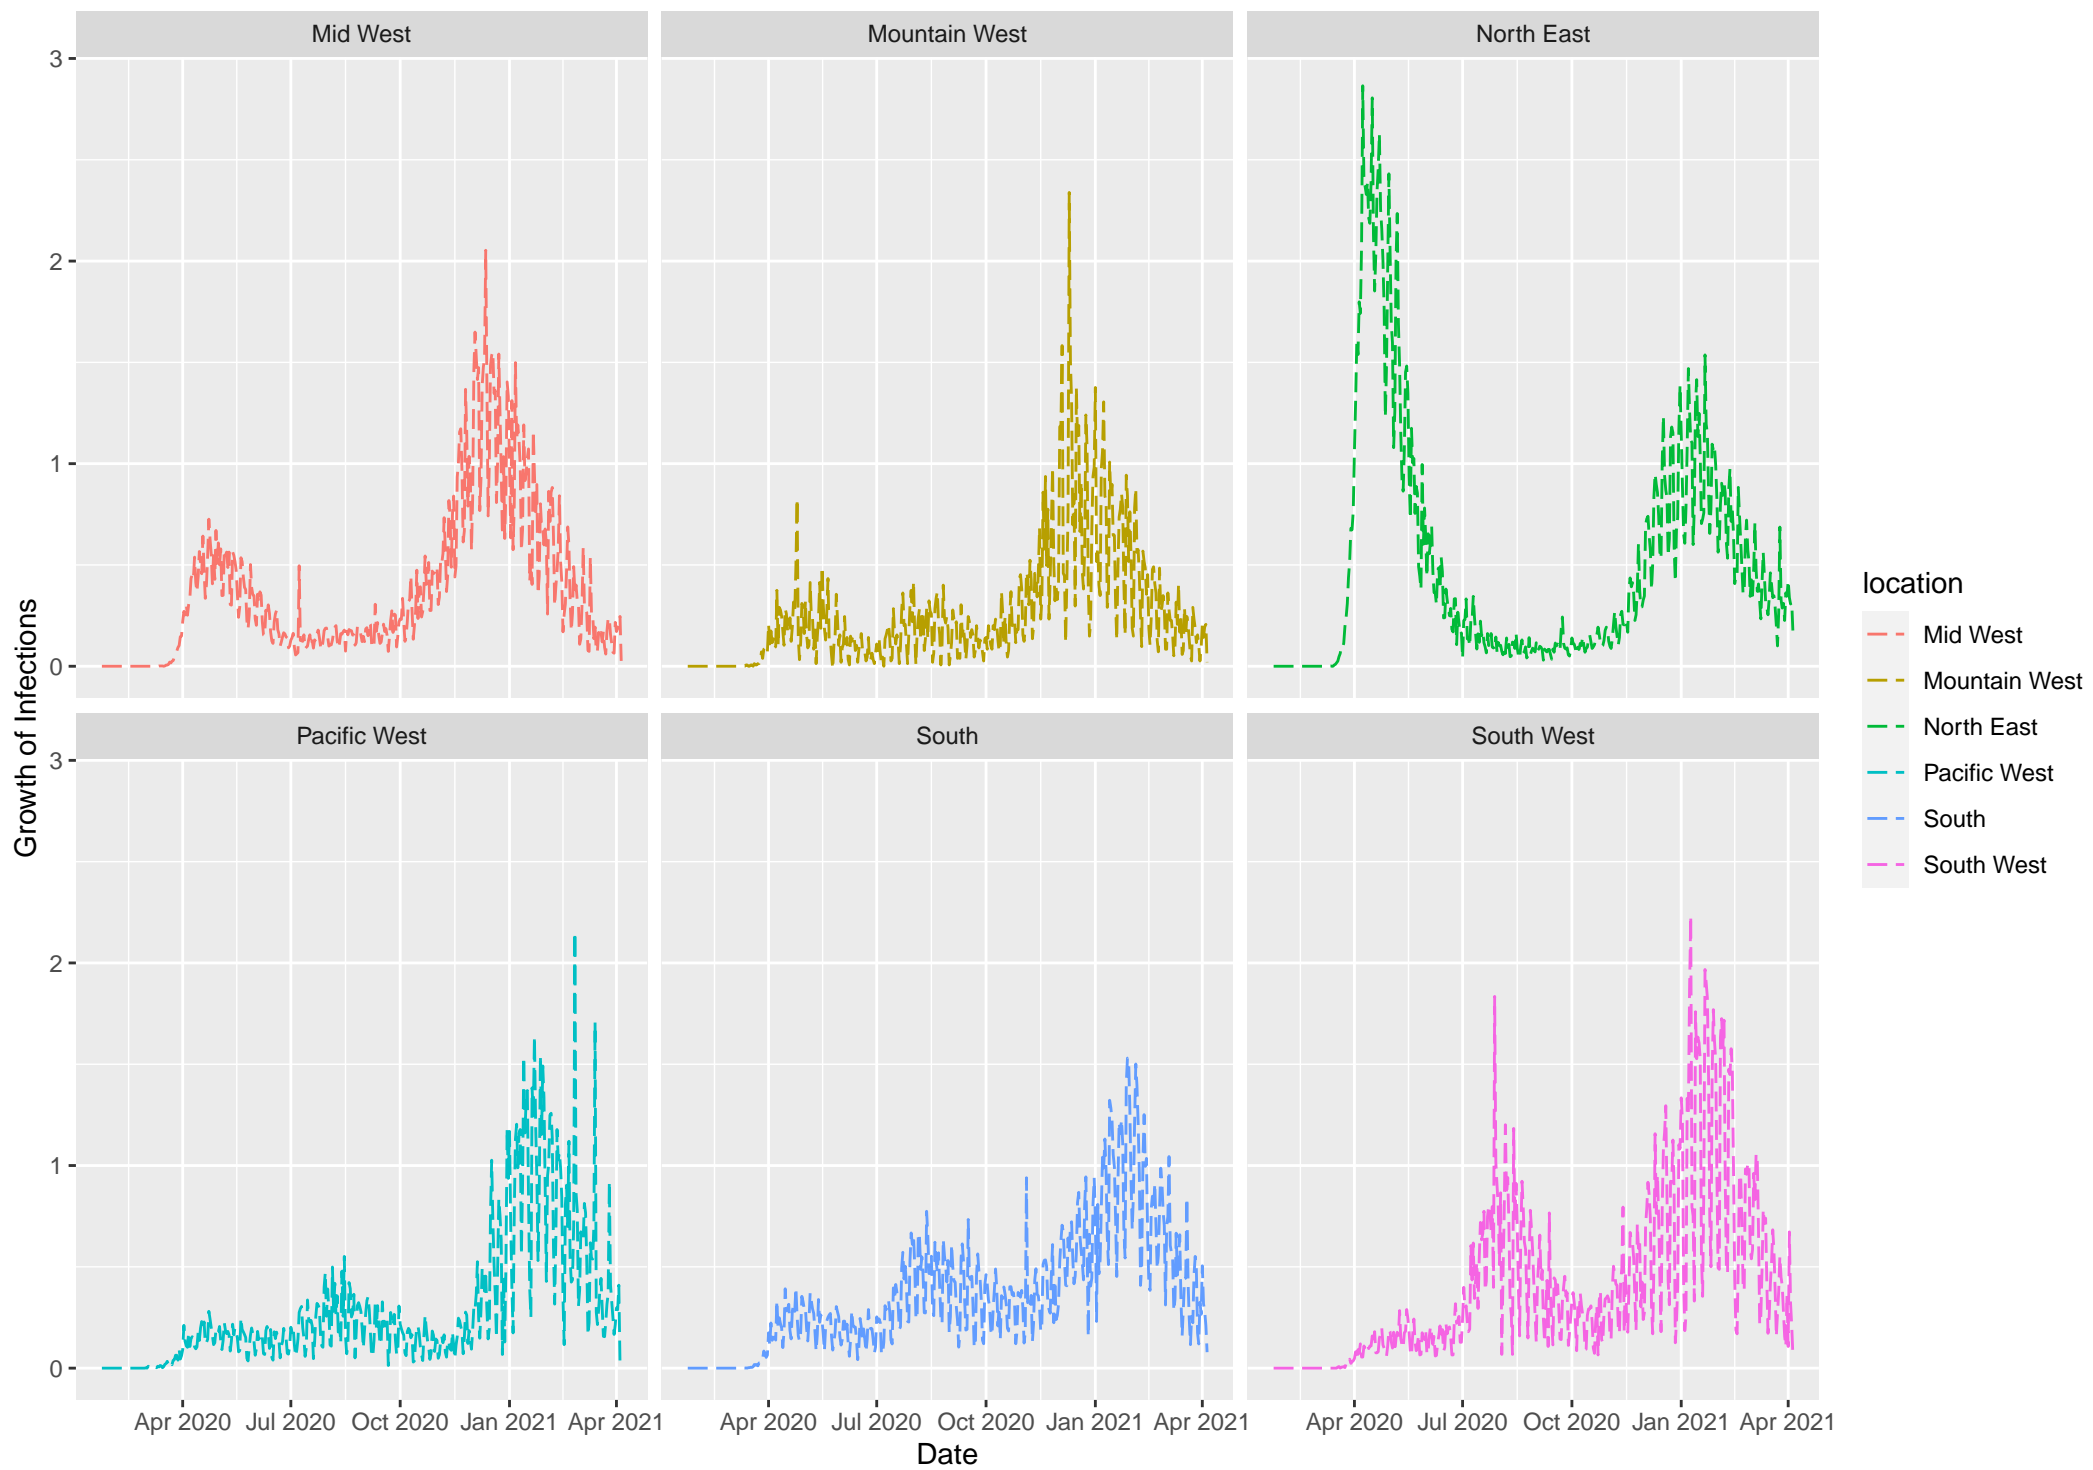 Mid West
Mountain West
North East
3
2
1
0
Pacific West
South
South West
3
2
1
0
Growth of Infections
Apr 2020 Jul 2020 Oct 2020 Jan 2021 Apr 2021
Apr 2020 Jul 2020 Oct 2020 Jan 2021 Apr 2021
Apr 2020 Jul 2020 Oct 2020 Jan 2021 Apr 2021
Date
location
Mid West
Mountain West
North East
Pacific West
South
South West